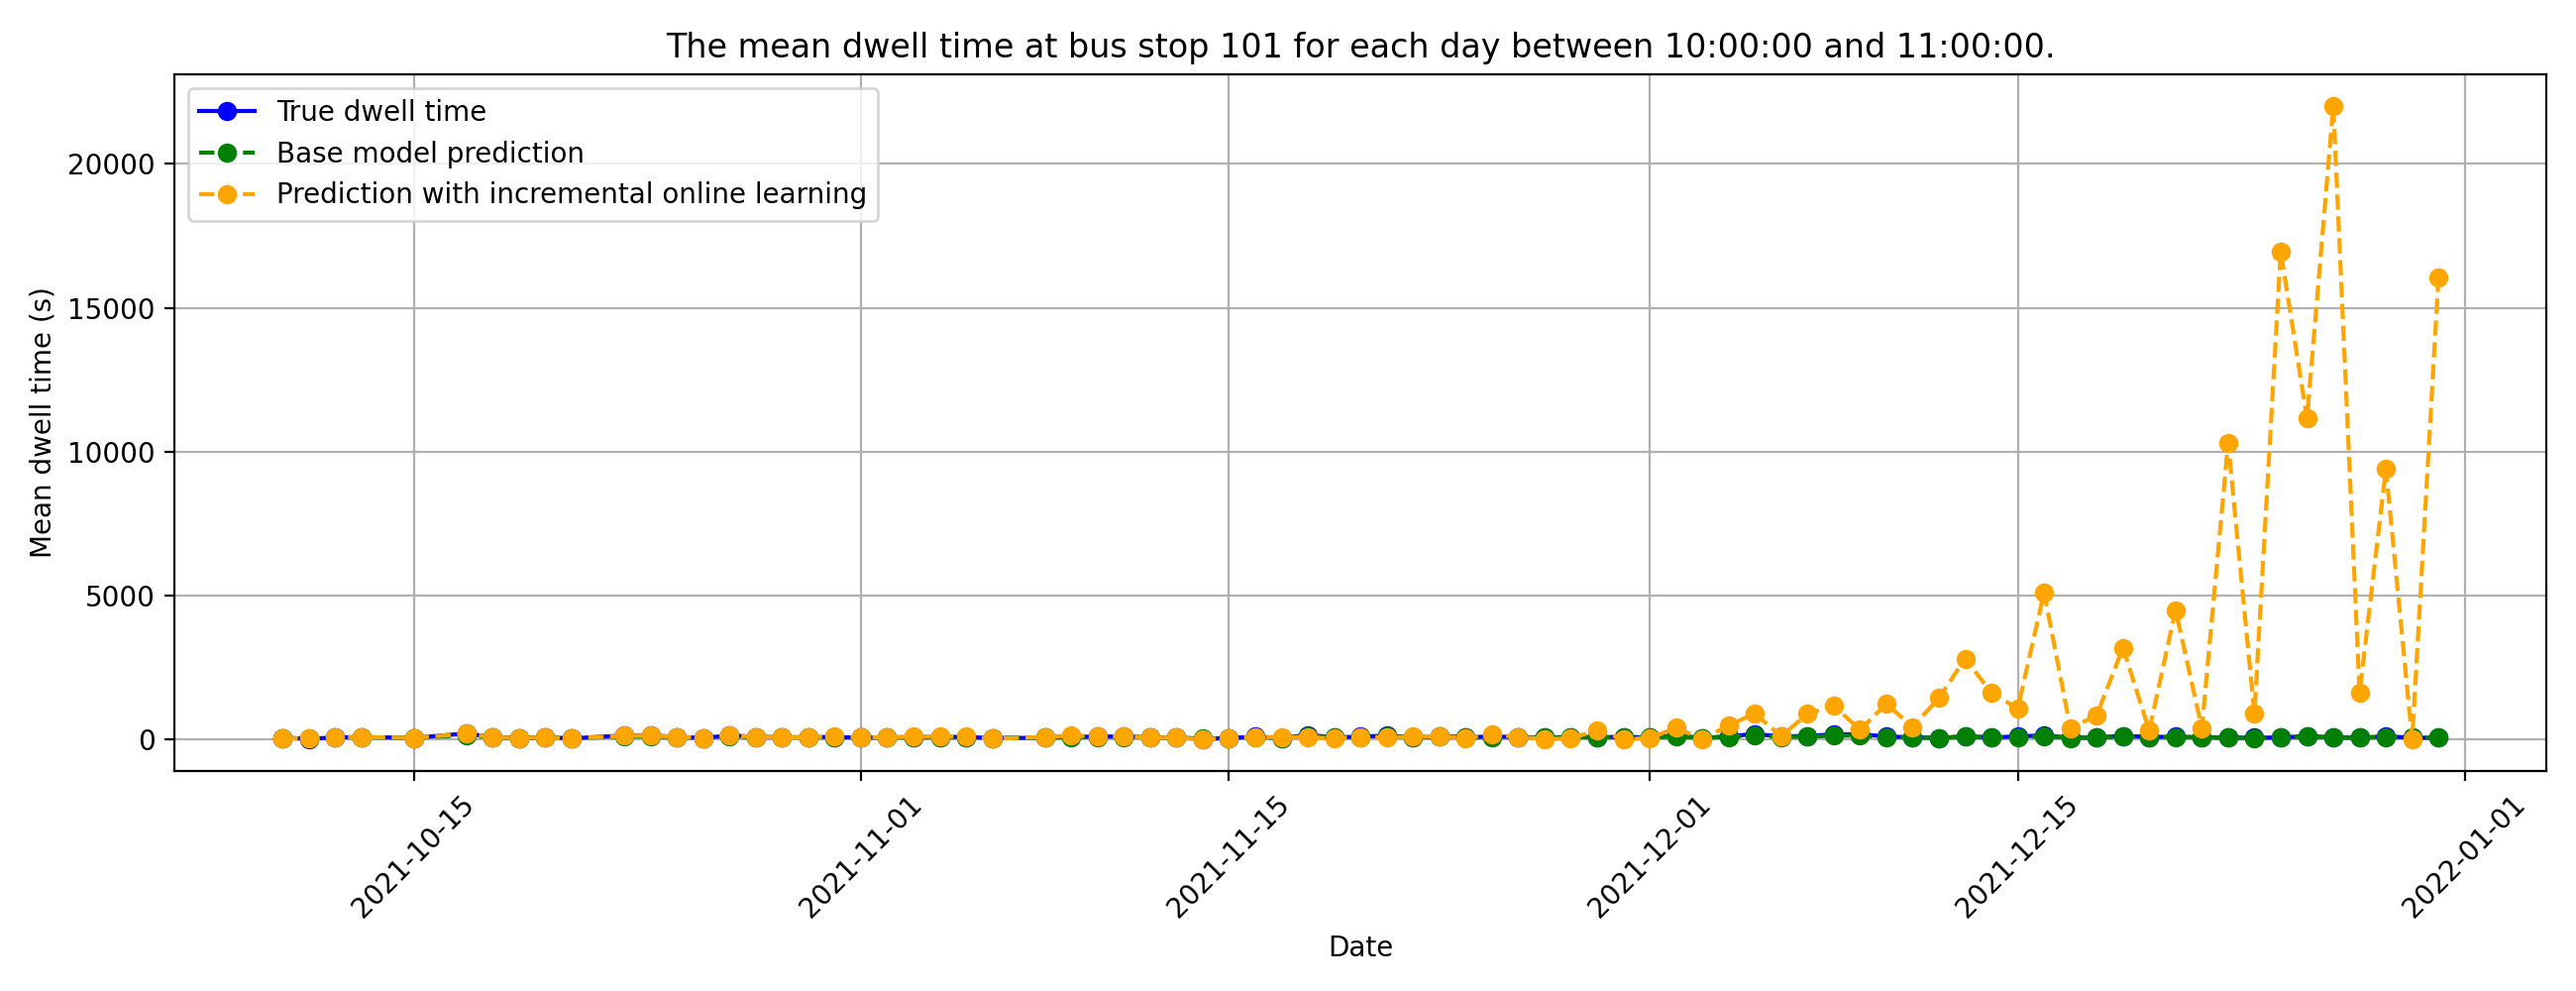 The mean dwell time at bus stop 101 for each day between 10:00:00 and 11:00:00.
True dwell time
Base model prediction
Prediction with incremental online learning
Mean dwell time (s)
20000
15000
10000
5000
0
2021-10-15
2021-11-01
2021-11-15
2021-12-01
2021-12-15
2022-01-01
Date